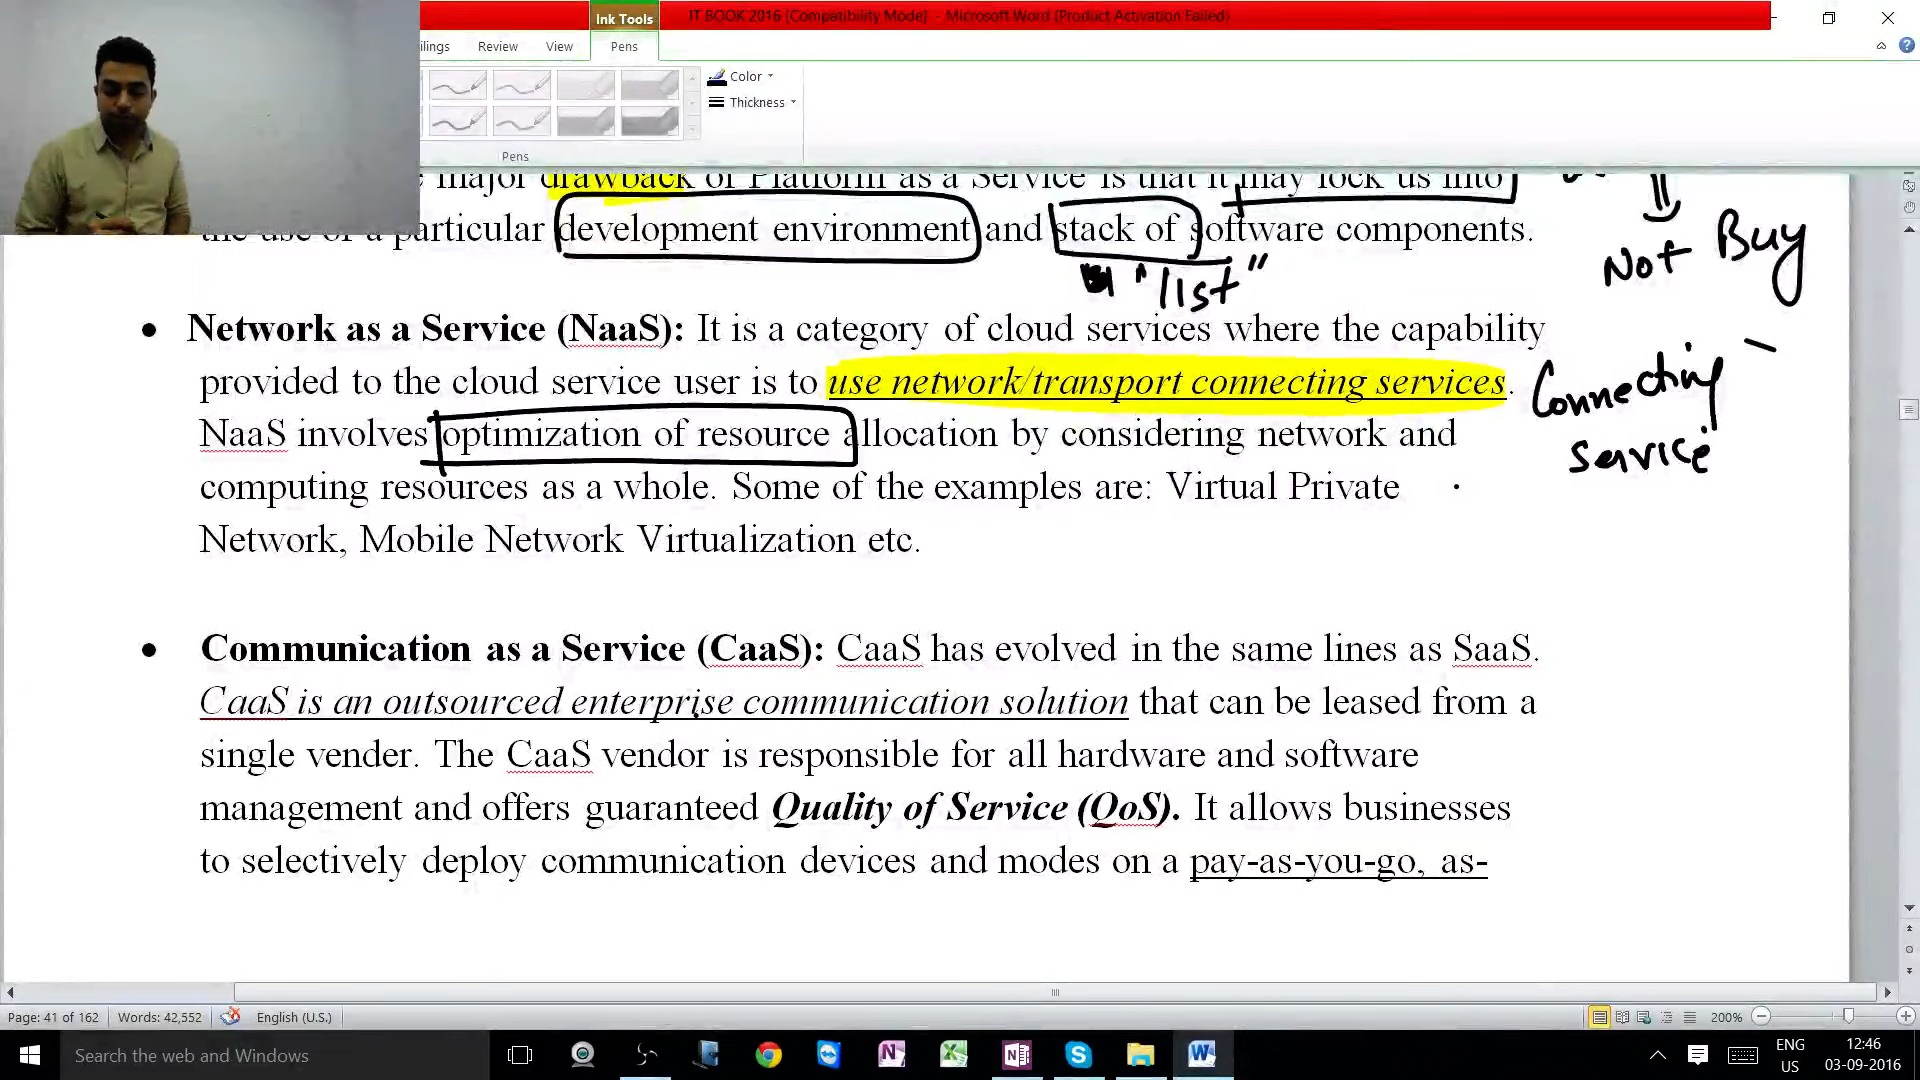 Ink Tools
IT BOOK 2016 [Compatibility Mode] - Microsoft Word (Product Activation Failed)
ilings Review View Pens
Color
Thickness
Pens
major drawback of Platform as a Service is that it may lock us into
the use of a particular development environment and stack of software components.
"list"
Not Buy
Network as a Service (NaaS): It is a category of cloud services where the capability
provided to the cloud service user is to use network/transport connecting services.
NaaS involves optimization of resource allocation by considering network and
computing resources as a whole. Some of the examples are: Virtual Private
Network, Mobile Network Virtualization etc.
Connecting
Service
Communication as a Service (CaaS): CaaS has evolved in the same lines as SaaS.
CaaS is an outsourced enterprise communication solution that can be leased from a
single vender. The CaaS vendor is responsible for all hardware and software
management and offers guaranteed Quality of Service (QoS). It allows businesses
to selectively deploy communication devices and modes on a pay-as-you-go, as-
Page: 41 of 162 Words: 42,552 English (U.S.) 200%
Search the web and Windows
ENG 12:46
US 03-09-2016